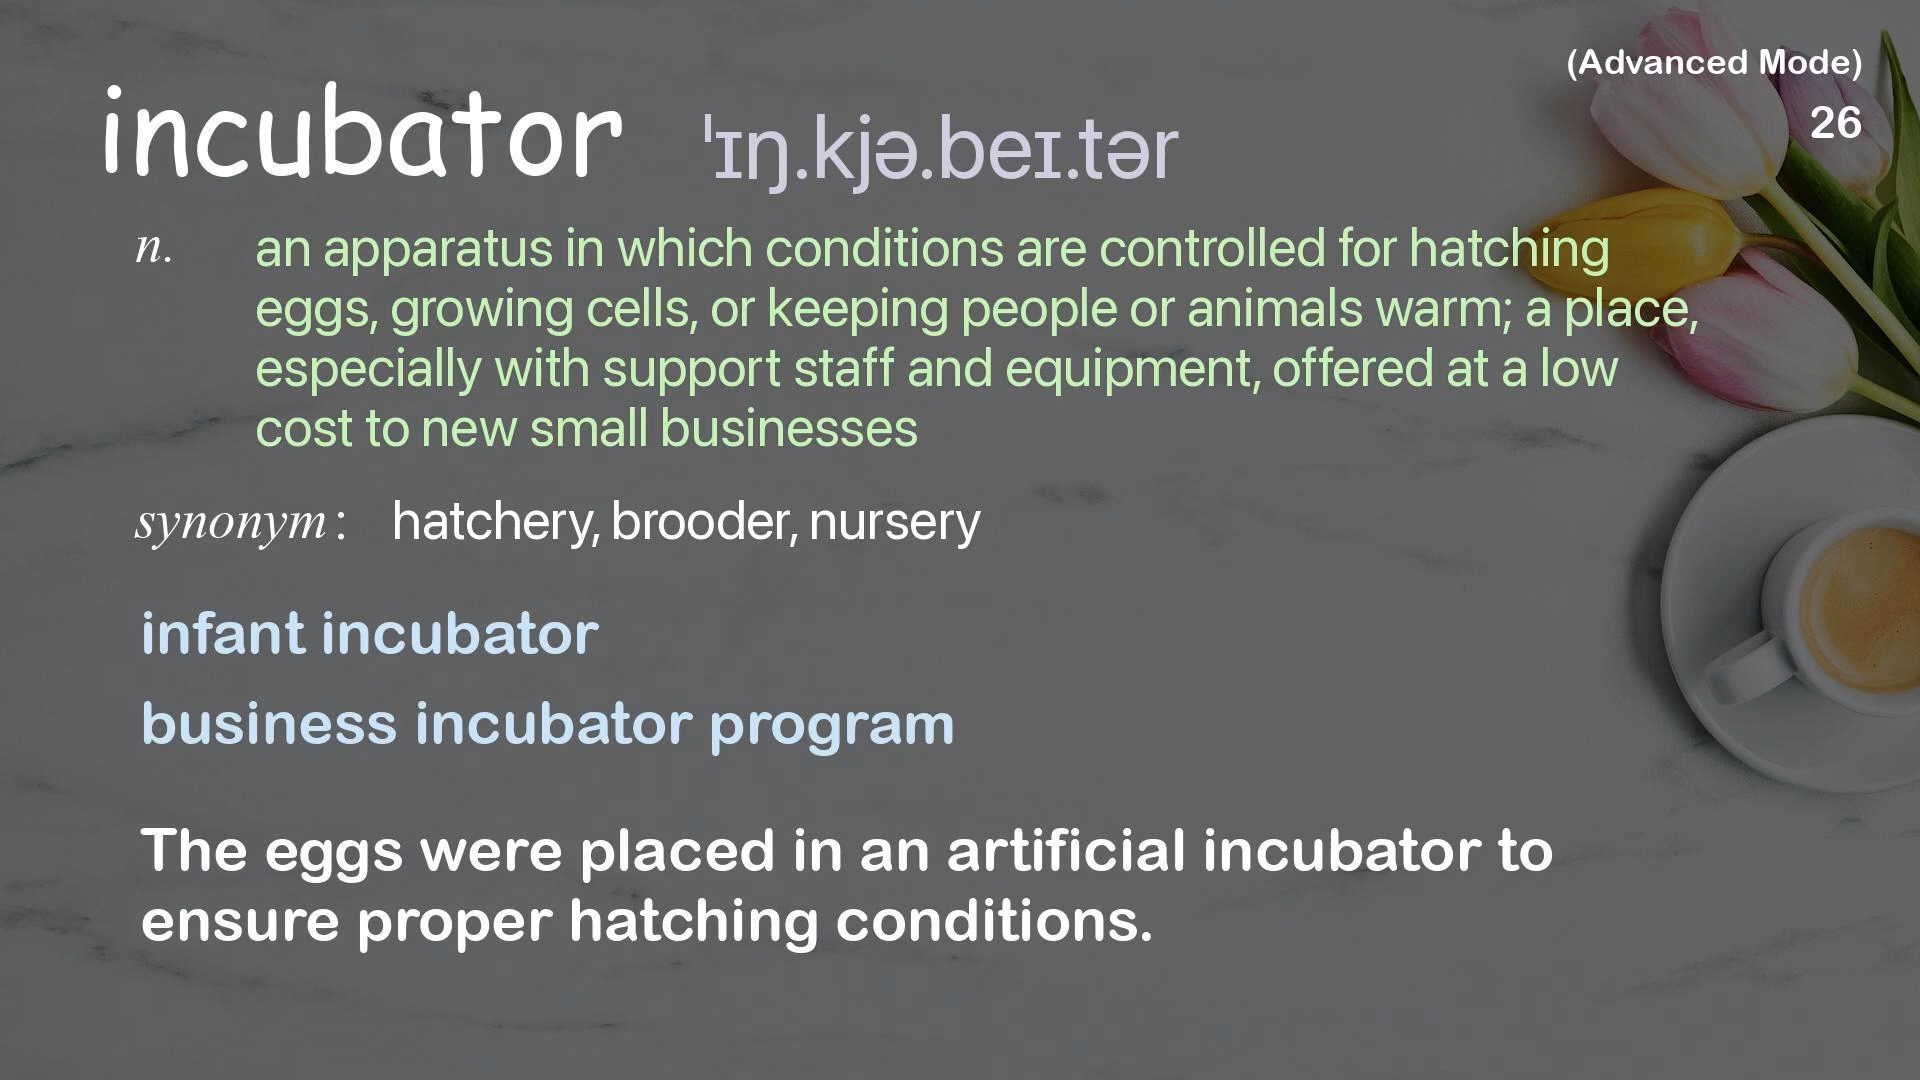 (Advanced Mode)
26
incubator ˈɪŋ.kjə.beɪ.tər
n. an apparatus in which conditions are controlled for hatching
eggs, growing cells, or keeping people or animals warm; a place,
especially with support staff and equipment, offered at a low
cost to new small businesses
synonym: hatchery, brooder, nursery
infant incubator
business incubator program
The eggs were placed in an artificial incubator to
ensure proper hatching conditions.